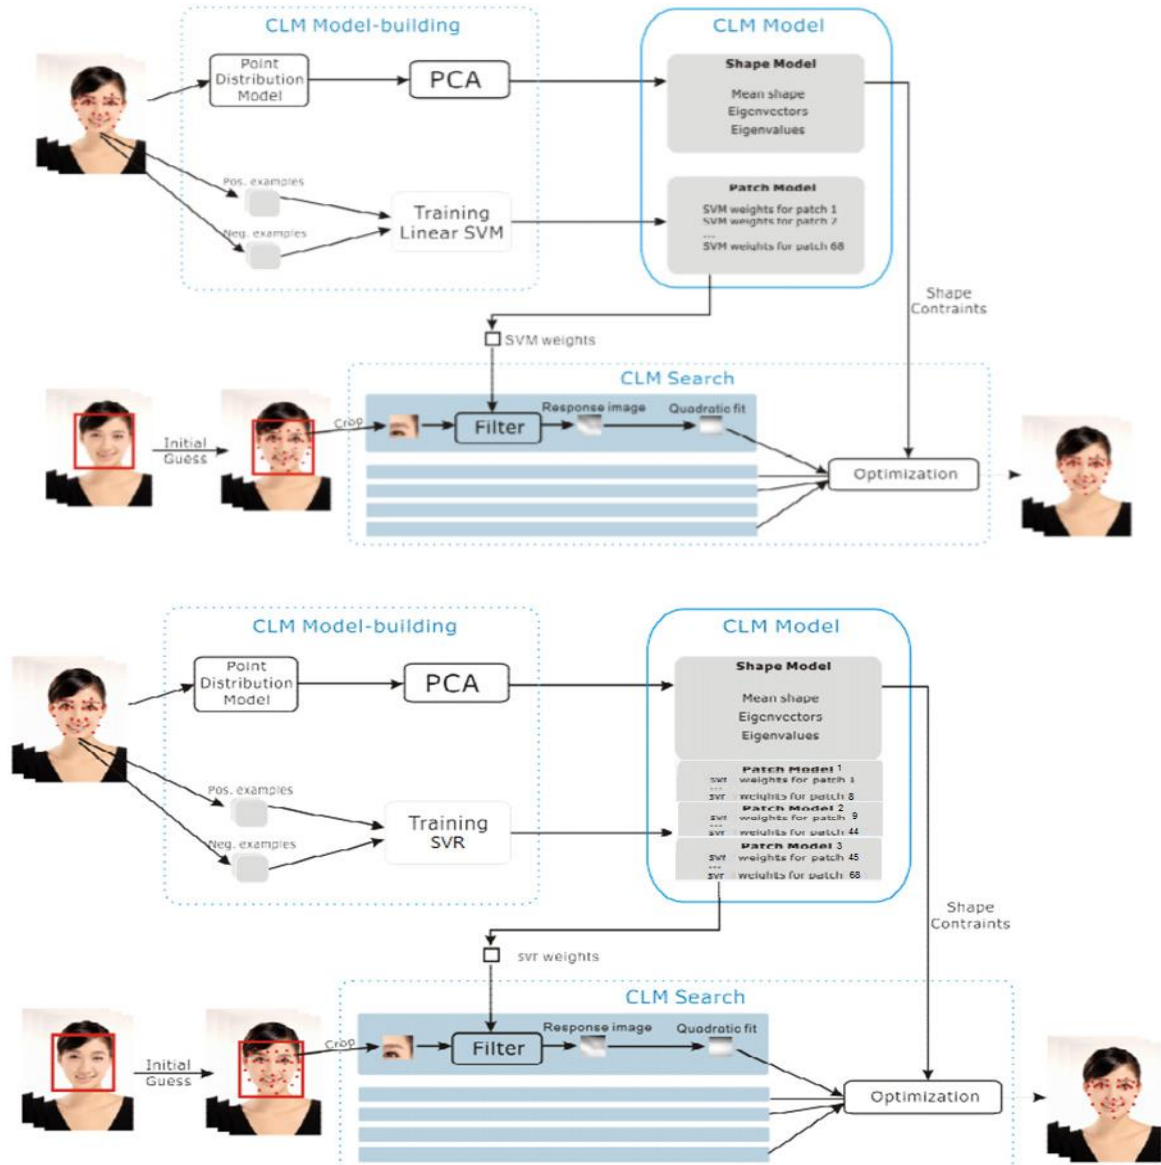 CLM Model-building
CLM Model
Point
Distribution
Model
PCA
Shape Model
Mean shape
Eigenvectors
Eigenvalues
Pos. examples
Neg. examples
Training
Linear SVM
Patch Model
SVM weights for patch 1
SVM weights for patch 2
...
SVM weights for patch 68
Shape
Contraints
SVM weights
CLM Search
Crop
Filter
Response image
Quadratic fit
Initial
Guess
Optimization
CLM Model-building
CLM Model
Point
Distribution
Model
PCA
Shape Model
Mean shape
Eigenvectors
Eigenvalues
Pos. examples
Neg. examples
Training
SVR
Patch Model 1
svr weights for patch 1
...
svr weights for patch 8
Patch Model 2
svr weights for patch 9
...
svr weights for patch 44
Patch Model 3
svr weights for patch 45
...
svr weights for patch 68
Shape
Contraints
svr weights
CLM Search
Crop
Filter
Response image
Quadratic fit
Initial
Guess
Optimization